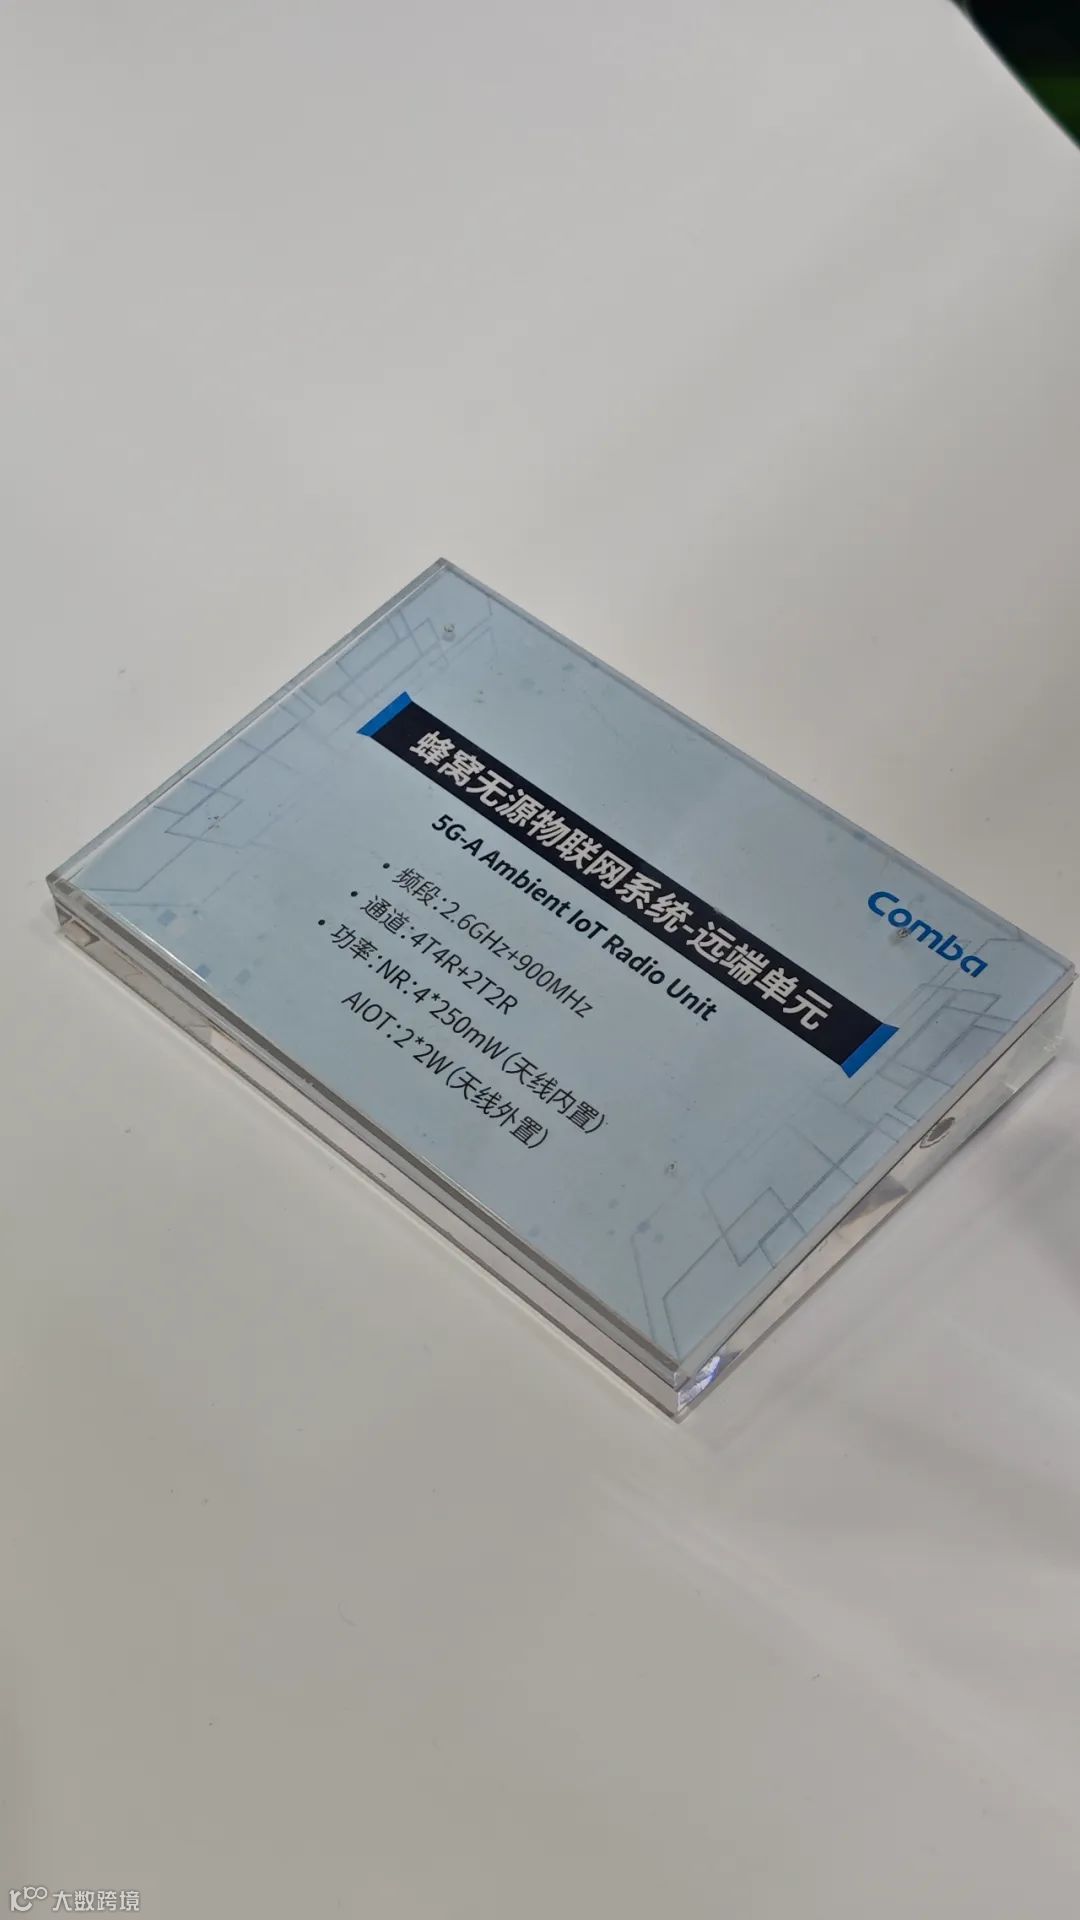 Comba
蜂窝无源物联网系统-远端单元
5G-A Ambient IoT Radio Unit
• 频段:2.6GHz+900MHz
• 通道:4T4R+2T2R
• 功率:NR:4*250mW(天线内置)
AIOT:2*2W(天线外置)
大数跨境